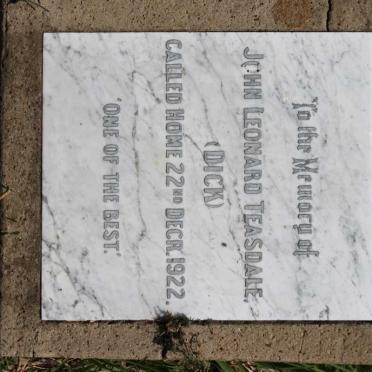 To the Memory of
JOHN LEONARD TEASDALE
(DICK)
CALLED HOME 22ND DECR. 1922.
"ONE OF THE BEST."